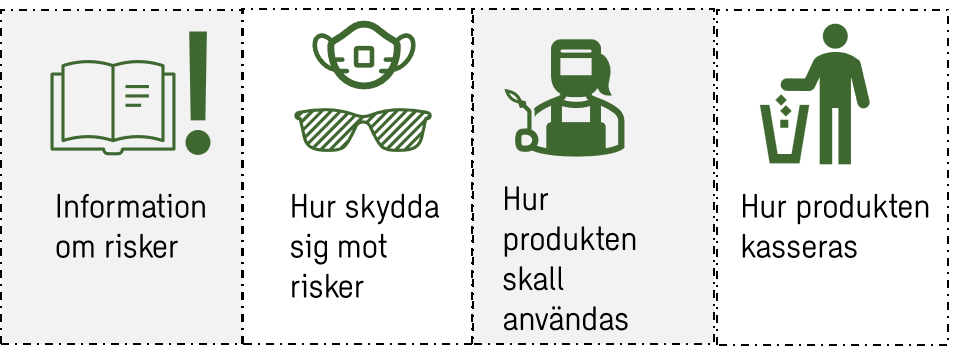 Information
om risker
Hur skydda
sig mot
risker
Hur
produkten
skall
användas
Hur produkten
kasseras